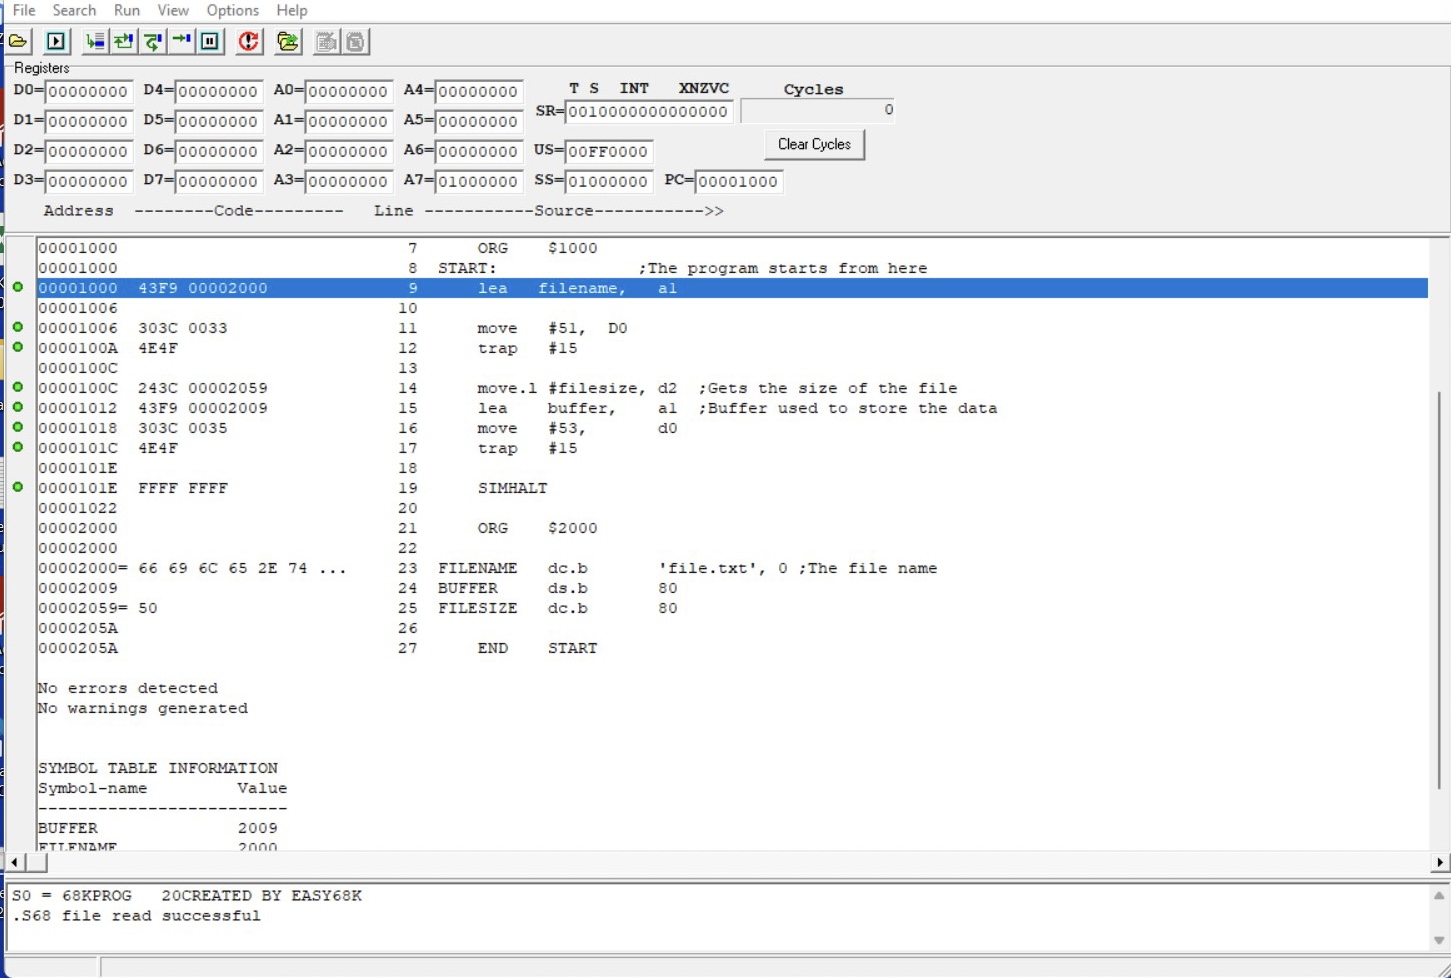 File Search Run View Options Help
Registers
D0=00000000 D4=00000000 A0=00000000 A4=00000000 T S INT XNZVC Cycles
D1=00000000 D5=00000000 A1=00000000 A5=00000000 SR=0010000000000000 0
D2=00000000 D6=00000000 A2=00000000 A6=00000000 US=00FF0000 Clear Cycles
D3=00000000 D7=00000000 A3=00000000 A7=01000000 SS=01000000 PC=00001000
Address --------Code--------- Line -----------Source----------->>
00001000 7 ORG $1000
00001000 8 START: ;The program starts from here
00001000 43F9 00002000 9 lea filename, a1
00001006 10
00001006 303C 0033 11 move #51, D0
0000100A 4E4F 12 trap #15
0000100C 13
0000100C 243C 00002059 14 move.l #filesize, d2 ;Gets the size of the file
00001012 43F9 00002009 15 lea buffer, a1 ;Buffer used to store the data
00001018 303C 0035 16 move #53, d0
0000101C 4E4F 17 trap #15
0000101E 18
0000101E FFFF FFFF 19 SIMHALT
00001022 20
00002000 21 ORG $2000
00002000 22
00002000= 66 69 6C 65 2E 74 ... 23 FILENAME dc.b 'file.txt', 0 ;The file name
00002009 24 BUFFER ds.b 80
00002059= 50 25 FILESIZE dc.b 80
0000205A 26
0000205A 27 END START
No errors detected
No warnings generated
SYMBOL TABLE INFORMATION
Symbol-name Value
-------------------------
BUFFER 2009
FILENAME 2000
S0 = 68KPROG 20CREATED BY EASY68K
.S68 file read successful